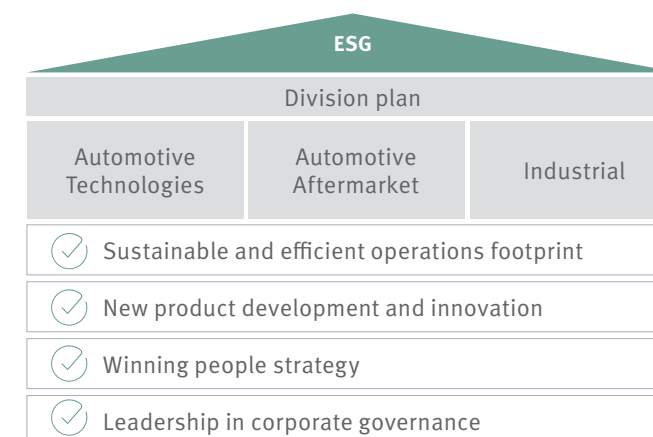 ESG
Division plan
Automotive
Technologies
Automotive
Aftermarket
Industrial
Sustainable and efficient operations footprint
New product development and innovation
Winning people strategy
Leadership in corporate governance